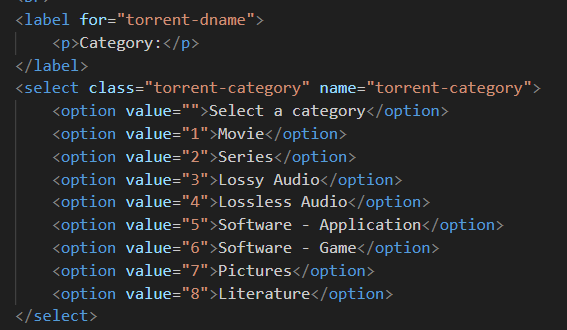 <label for="torrent-dname">
<p>Category:</p>
</label>
<select class="torrent-category" name="torrent-category">
<option value="">Select a category</option>
<option value="1">Movie</option>
<option value="2">Series</option>
<option value="3">Lossy Audio</option>
<option value="4">Lossless Audio</option>
<option value="5">Software - Application</option>
<option value="6">Software - Game</option>
<option value="7">Pictures</option>
<option value="8">Literature</option>
</select>